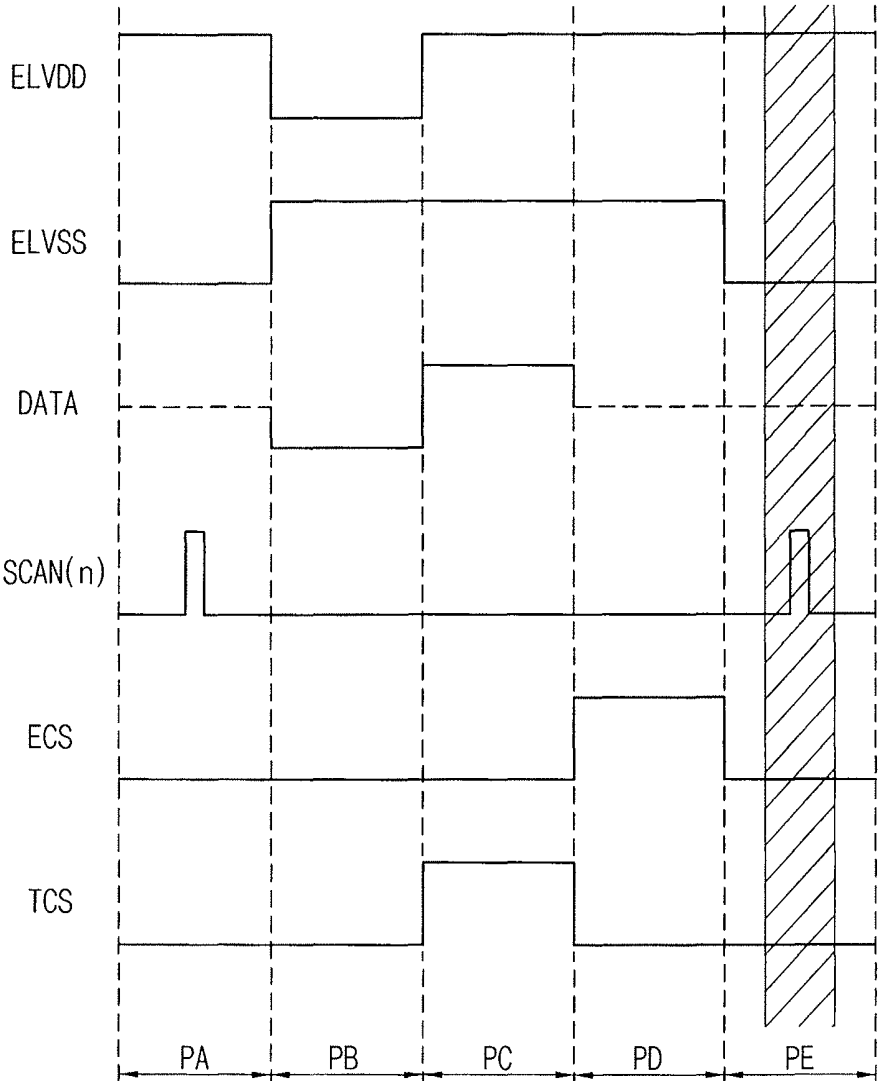 ELVDD
ELVSS
DATA
SCAN(n)
ECS
TCS
PA PB PC PD PE